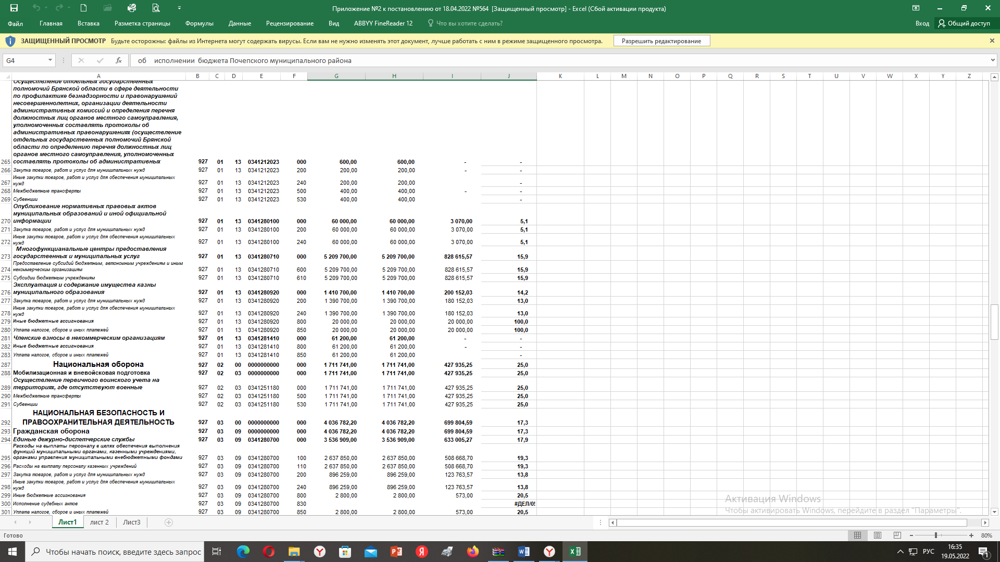 Приложение №2 к постановлению от 18.04.2022 №564 [Защищенный просмотр] - Excel (Сбой активации продукта)
Файл Главная Вставка Разметка страницы Формулы Данные Рецензирование Вид ABBYY FineReader 12 Что вы хотите сделать? Вход Общий доступ
ЗАЩИЩЕННЫЙ ПРОСМОТР Будьте осторожны: файлы из Интернета могут содержать вирусы. Если вам не нужно изменять этот документ, лучше работать с ним в режиме защищенного просмотра. Разрешить редактирование
G4 fx об исполнении бюджета Почепского муниципального района
A B C D E F G H I J K L M N O P Q R S T U V W X Y Z
Осуществление отдельных государственных
полномочий Брянской области в сфере деятельности
по профилактике безнадзорности и правонарушений
несовершеннолетних, организации деятельности
административных комиссий и определения перечня
должностных лиц органов местного самоуправления,
уполномоченных составлять протоколы об
административных правонарушениях (осуществление
отдельных государственных полномочий Брянской
области по определению перечня должностных лиц
органов местного самоуправления, уполномоченных
265 составлять протоколы об административных 927 01 13 0341212023 000 600,00 600,00 - -
266 Закупка товаров, работ и услуг для муниципальных нужд 927 01 13 0341212023 200 200,00 200,00 - -
Иные закупки товаров, работ и услуг для обеспечения муниципальных
267 нужд 927 01 13 0341212023 240 200,00 200,00 -
268 Межбюджетные трансферты 927 01 13 0341212023 500 400,00 400,00 - -
269 Субвенции 927 01 13 0341212023 530 400,00 400,00 -
Опубликование нормативных правовых актов
муниципальных образований и иной официальной
270 информации 927 01 13 0341280100 000 60 000,00 60 000,00 3 070,00 5,1
271 Закупка товаров, работ и услуг для муниципальных нужд 927 01 13 0341280100 200 60 000,00 60 000,00 3 070,00 5,1
Иные закупки товаров, работ и услуг для обеспечения муниципальных
272 нужд 927 01 13 0341280100 240 60 000,00 60 000,00 3 070,00 5,1
Многофункцианальные центры предоставления
273 государственных и муниципальных услуг 927 01 13 0341280710 000 5 209 700,00 5 209 700,00 828 615,57 15,9
Предоставление субсидий бюджетным, автономным учреждениям и иным
274 некоммерческим организациям 927 01 13 0341280710 600 5 209 700,00 5 209 700,00 828 615,57 15,9
275 Субсидии бюджетным учреждениям 927 01 13 0341280710 610 5 209 700,00 5 209 700,00 828 615,57 15,9
Эксплуатация и содержание имущества казны
276 муниципального образования 927 01 13 0341280920 000 1 410 700,00 1 410 700,00 200 152,03 14,2
277 Закупка товаров, работ и услуг для муниципальных нужд 927 01 13 0341280920 200 1 390 700,00 1 390 700,00 180 152,03 13,0
Иные закупки товаров, работ и услуг для обеспечения муниципальных
278 нужд 927 01 13 0341280920 240 1 390 700,00 1 390 700,00 180 152,03 13,0
279 Иные бюджетные ассигнования 927 01 13 0341280920 800 20 000,00 20 000,00 20 000,00 100,0
280 Уплата налогов, сборов и иных платежей 927 01 13 0341280920 850 20 000,00 20 000,00 20 000,00 100,0
281 Членские взносы в некоммерческим организациям 927 01 13 0341281410 000 61 200,00 61 200,00 - -
282 Иные бюджетные ассигнования 927 01 13 0341281410 800 61 200,00 61 200,00 - -
283 Уплата налогов, сборов и иных платежей 927 01 13 0341281410 850 61 200,00 61 200,00 -
287 Национальная оборона 927 02 00 0000000000 000 1 711 741,00 1 711 741,00 427 935,25 25,0
288 Мобилизационная и вневойсковая подготовка 927 02 03 0000000000 000 1 711 741,00 1 711 741,00 427 935,25 25,0
Осуществление первичного воинского учета на
289 территориях, где отсутствуют военные 927 02 03 0341251180 000 1 711 741,00 1 711 741,00 427 935,25 25,0
290 Межбюджетные трансферты 927 02 03 0341251180 500 1 711 741,00 1 711 741,00 427 935,25 25,0
291 Субвенции 927 02 03 0341251180 530 1 711 741,00 1 711 741,00 427 935,25 25,0
НАЦИОНАЛЬНАЯ БЕЗОПАСНОСТЬ И
292 ПРАВООХРАНИТЕЛЬНАЯ ДЕЯТЕЛЬНОСТЬ 927 03 00 0000000000 000 4 036 782,20 4 036 782,20 699 804,59 17,3
293 Гражданская оборона 927 03 09 0000000000 000 4 036 782,20 4 036 782,20 699 804,59 17,3
294 Единые дежурно-диспетчерские службы 927 03 09 0341280700 000 3 536 909,00 3 536 909,00 633 005,27 17,9
Расходы на выплаты персоналу в целях обеспечения выполнения
функций муниципальными органами, казенными учреждениями,
295 органами управления муниципальными внебюджетными фондами 927 03 09 0341280700 100 2 637 850,00 2 637 850,00 508 668,70 19,3
296 Расходы на выплату персоналу казенных учреждений 927 03 09 0341280700 110 2 637 850,00 2 637 850,00 508 668,70 19,3
297 Закупка товаров, работ и услуг для муниципальных нужд 927 03 09 0341280700 200 896 259,00 896 259,00 123 763,57 13,8
Иные закупки товаров, работ и услуг для обеспечения муниципальных
298 нужд 927 03 09 0341280700 240 896 259,00 896 259,00 123 763,57 13,8
299 Иные бюджетные ассигнования 927 03 09 0341280700 800 2 800,00 2 800,00 573,00 20,5
300 Исполнение судебных актов 927 03 09 0341280700 830 #ДЕЛ/0!
301 Уплата налогов, сборов и иных платежей 927 03 09 0341280700 850 2 800,00 2 800,00 573,00 20,5
Активация Windows
Чтобы активировать Windows, перейдите в раздел "Параметры".
Лист1 лист 2 Лист3
Готово 80%
Чтобы начать поиск, введите здесь запрос РУС 16:35
19.05.2022 1